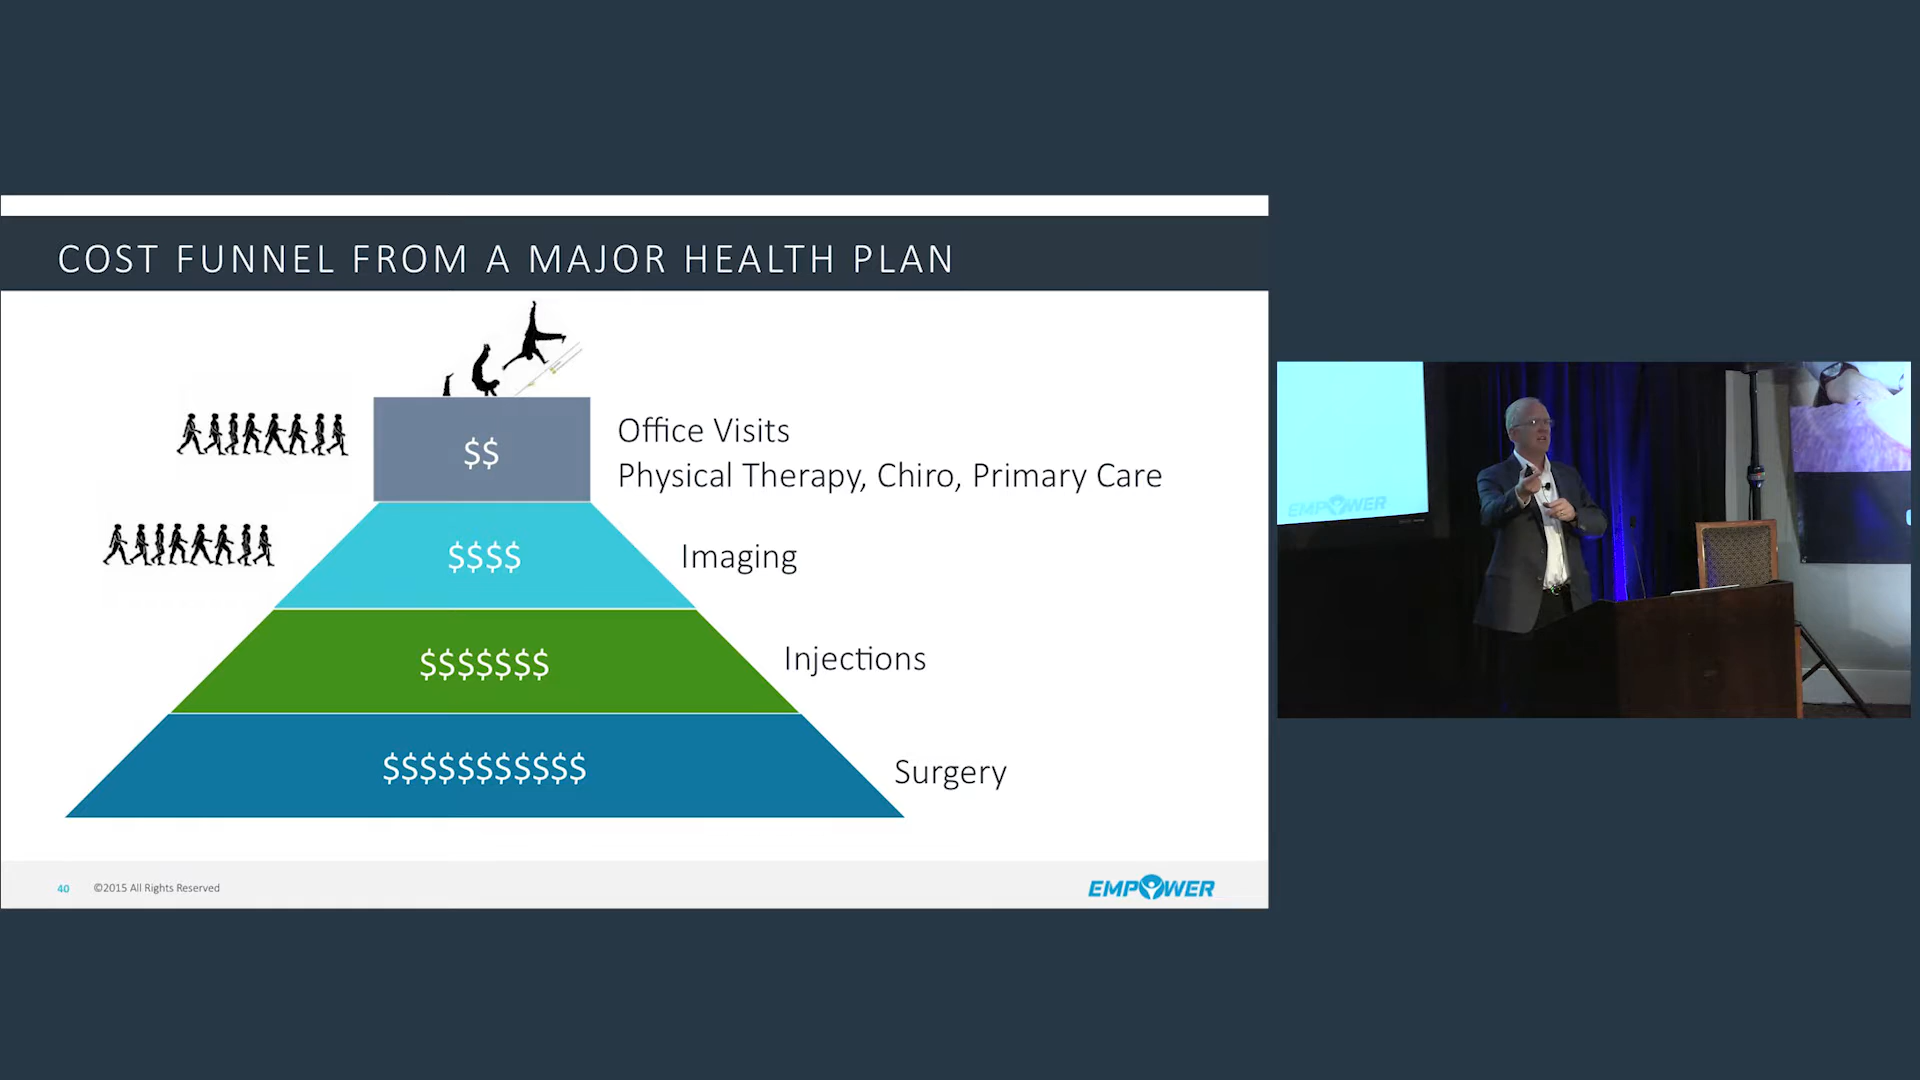 COST FUNNEL FROM A MAJOR HEALTH PLAN
$$
Office Visits
Physical Therapy, Chiro, Primary Care
$$$$
Imaging
$$$$$$$
Injections
$$$$$$$$$$$
Surgery
40 ©2015 All Rights Reserved
EMPOWER
EMPOWER